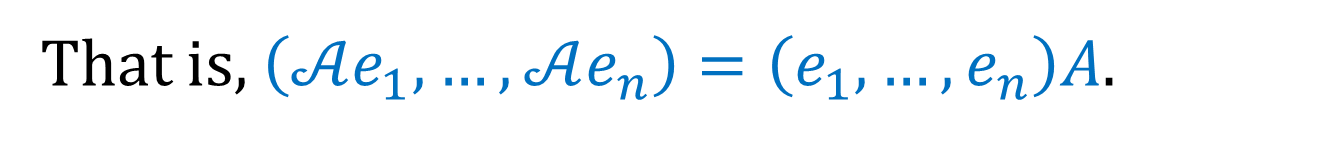 That is, (𝒜e₁, … , 𝒜eₙ) = (e₁, … , eₙ)A.